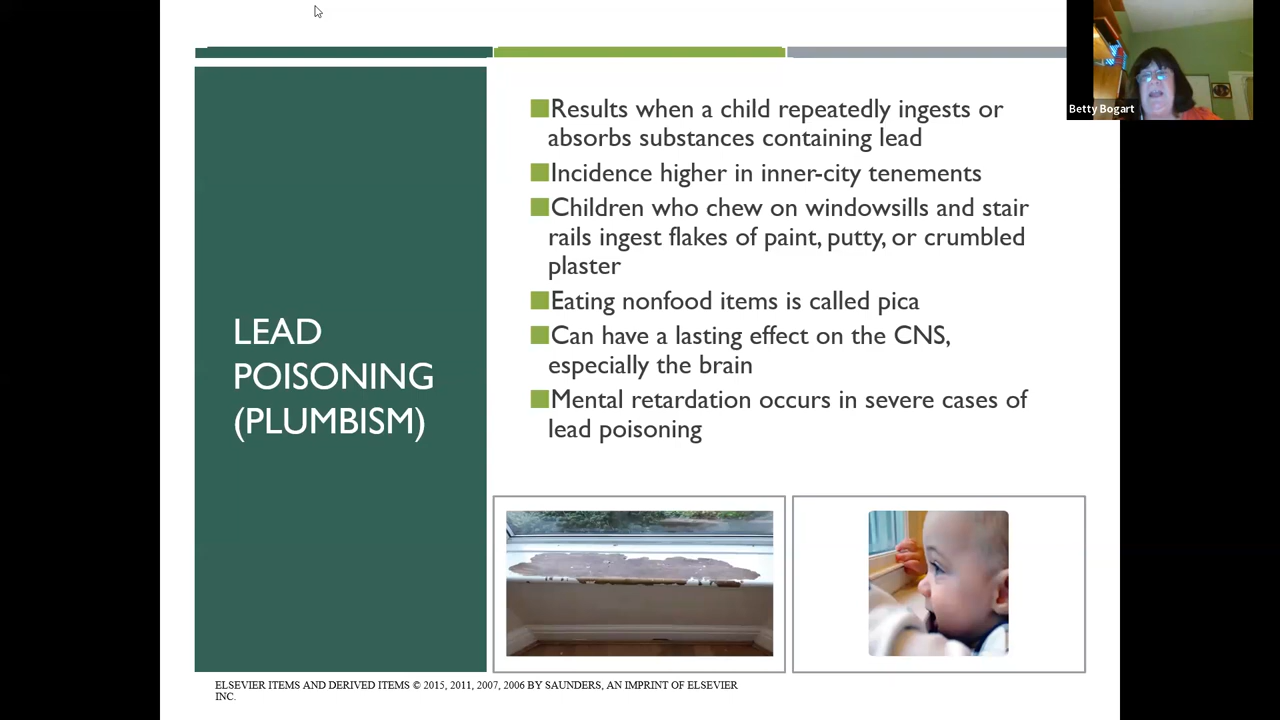 Betty Bogart
LEAD
POISONING
(PLUMBISM)
Results when a child repeatedly ingests or
absorbs substances containing lead
Incidence higher in inner-city tenements
Children who chew on windowsills and stair
rails ingest flakes of paint, putty, or crumbled
plaster
Eating nonfood items is called pica
Can have a lasting effect on the CNS,
especially the brain
Mental retardation occurs in severe cases of
lead poisoning
ELSEVIER ITEMS AND DERIVED ITEMS © 2015, 2011, 2007, 2006 BY SAUNDERS, AN IMPRINT OF ELSEVIER
INC.